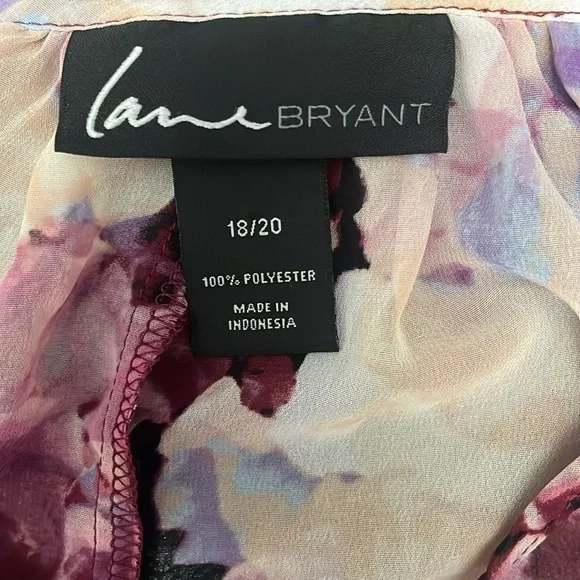 Lane BRYANT
18/20
100% POLYESTER
MADE IN
INDONESIA